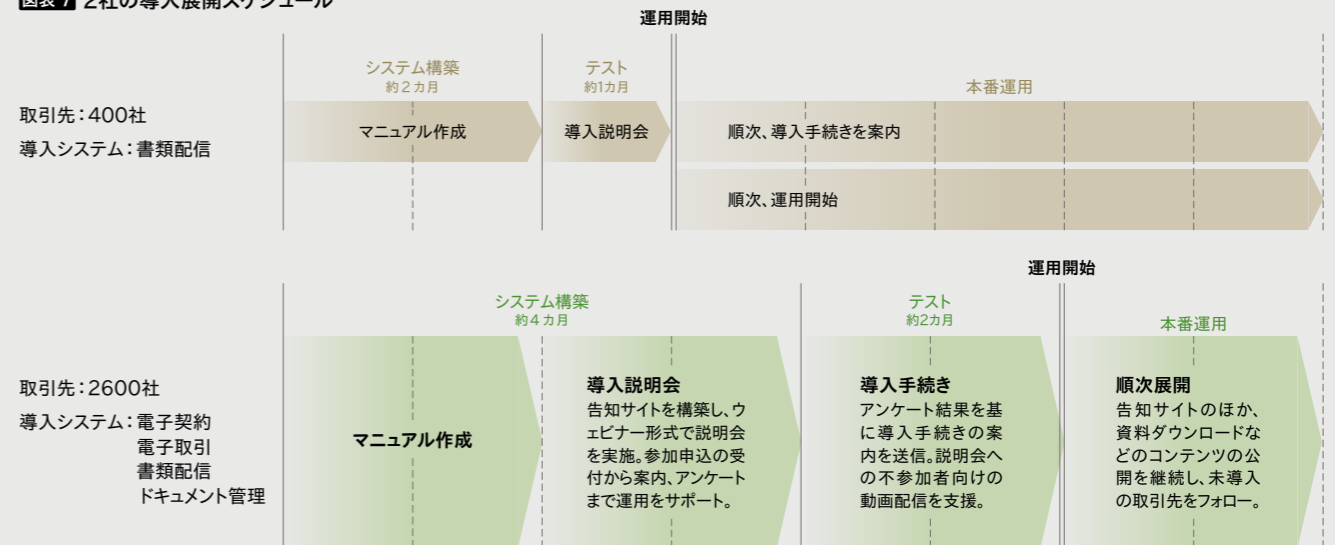 図表 7 2社の導入展開スケジュール
運用開始
システム構築
約2カ月
テスト
約1カ月
本番運用
取引先：400社
導入システム：書類配信
マニュアル作成
導入説明会
順次、導入手続きを案内
順次、運用開始
運用開始
システム構築
約4カ月
テスト
約2カ月
本番運用
取引先：2600社
導入システム：電子契約
電子取引
書類配信
ドキュメント管理
マニュアル作成
導入説明会
告知サイトを構築し、ウ
ェビナー形式で説明会
を実施。参加申込の受
付から案内、アンケート
まで運用をサポート。
導入手続き
アンケート結果を基
に導入手続きの案
内を送信。説明会へ
の不参加者向けの
動画配信を支援。
順次展開
告知サイトのほか、
資料ダウンロードな
どのコンテンツの公
開を継続し、未導入
の取引先をフォロー。